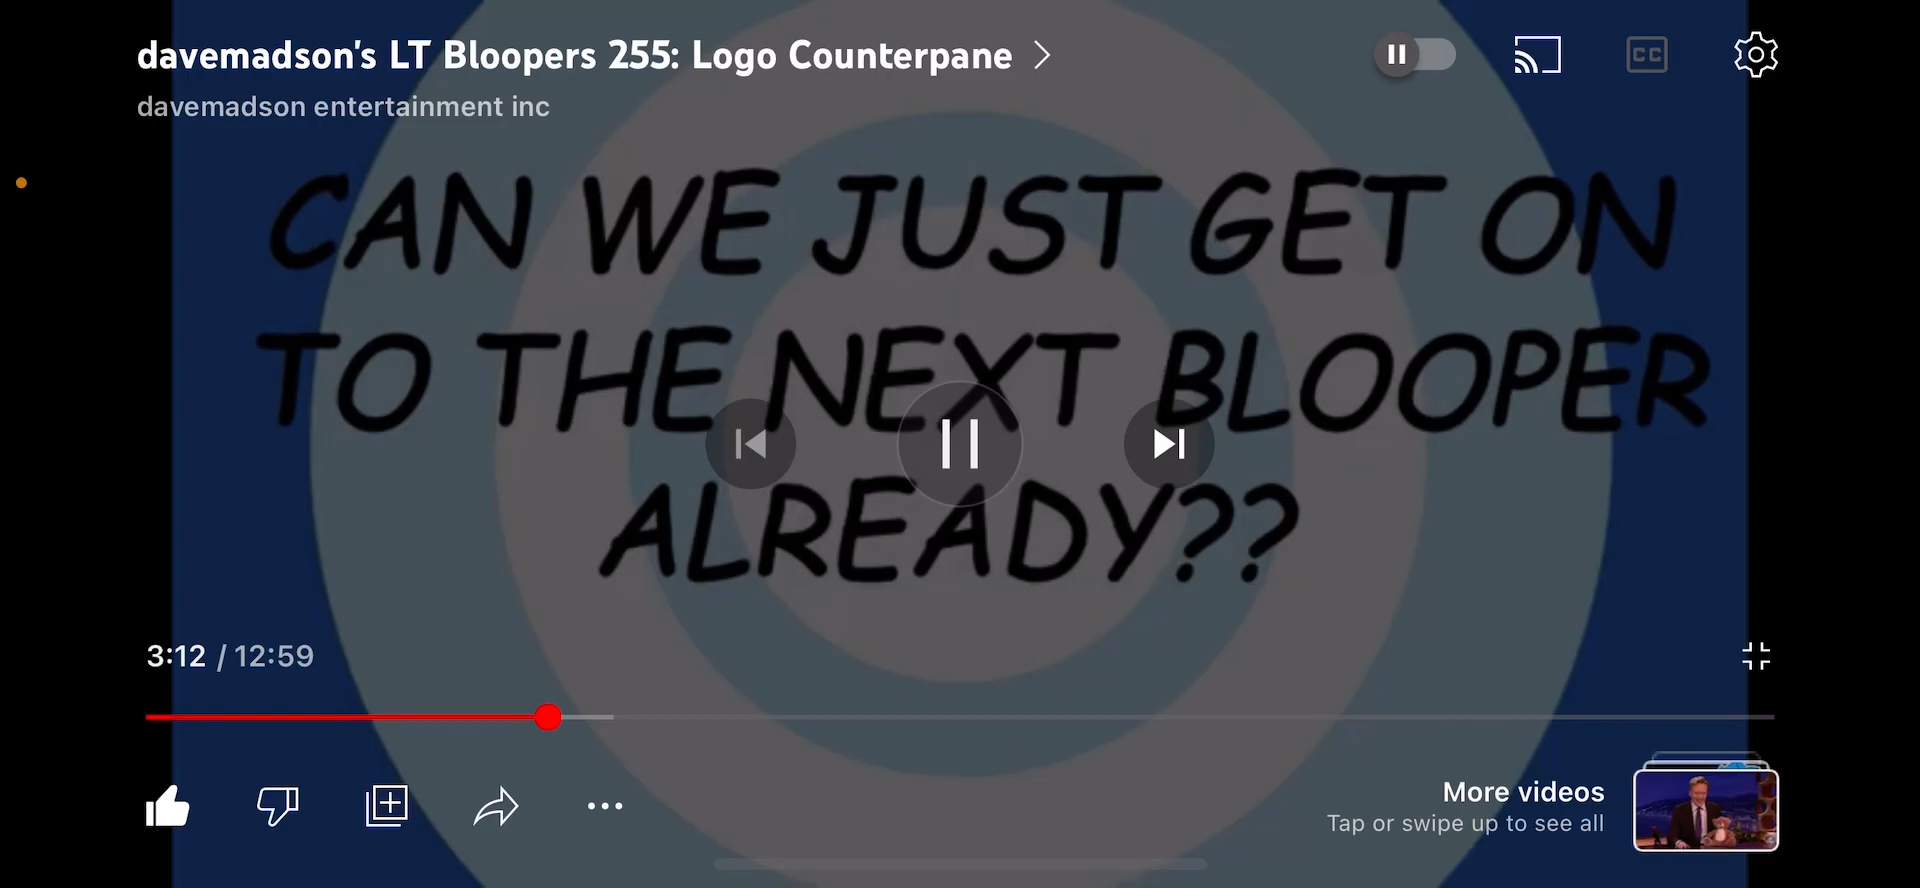 davemadson's LT Bloopers 255: Logo Counterpane
davemadson entertainment inc
CC
CAN WE JUST GET ON
TO THE NEXT BLOOPER
ALREADY??
3:12 / 12:59
More videos
Tap or swipe up to see all